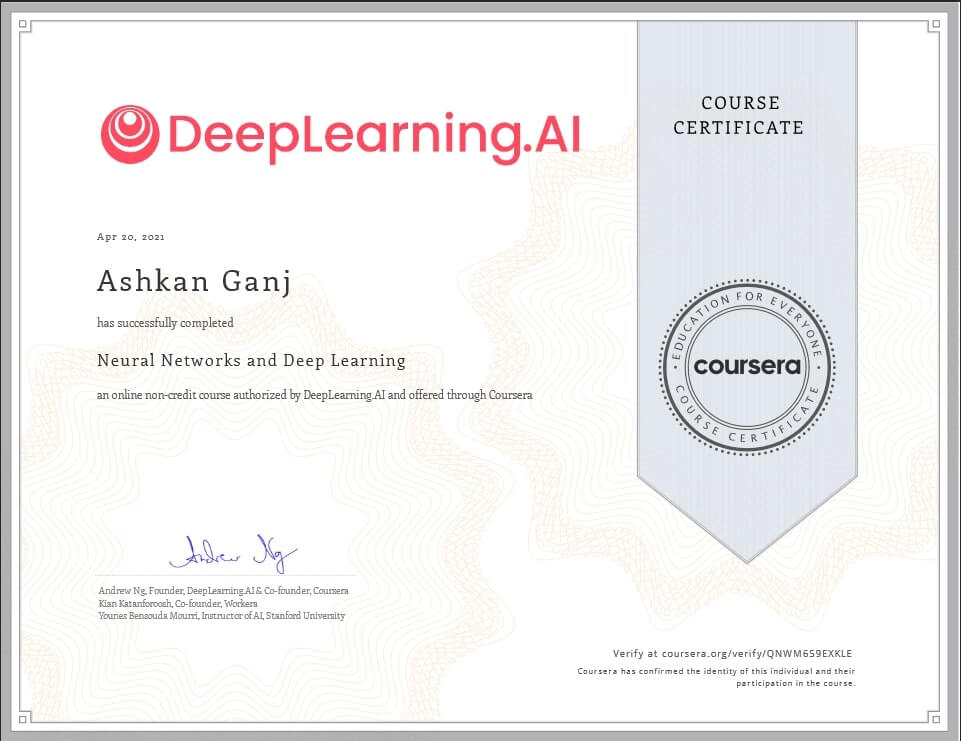 DeepLearning.AI
COURSE
CERTIFICATE
Apr 20, 2021
Ashkan Ganj
has successfully completed
Neural Networks and Deep Learning
an online non-credit course authorized by DeepLearning.AI and offered through Coursera
EDUCATION FOR EVERYONE
coursera
COURSE CERTIFICATE
Andrew Ng
Andrew Ng, Founder, DeepLearning.AI & Co-founder, Coursera
Kian Katanforoosh, Co-founder, Workera
Younes Bensouda Mourri, Instructor of AI, Stanford University
Verify at coursera.org/verify/QNWM659EXKLE
Coursera has confirmed the identity of this individual and their
participation in the course.